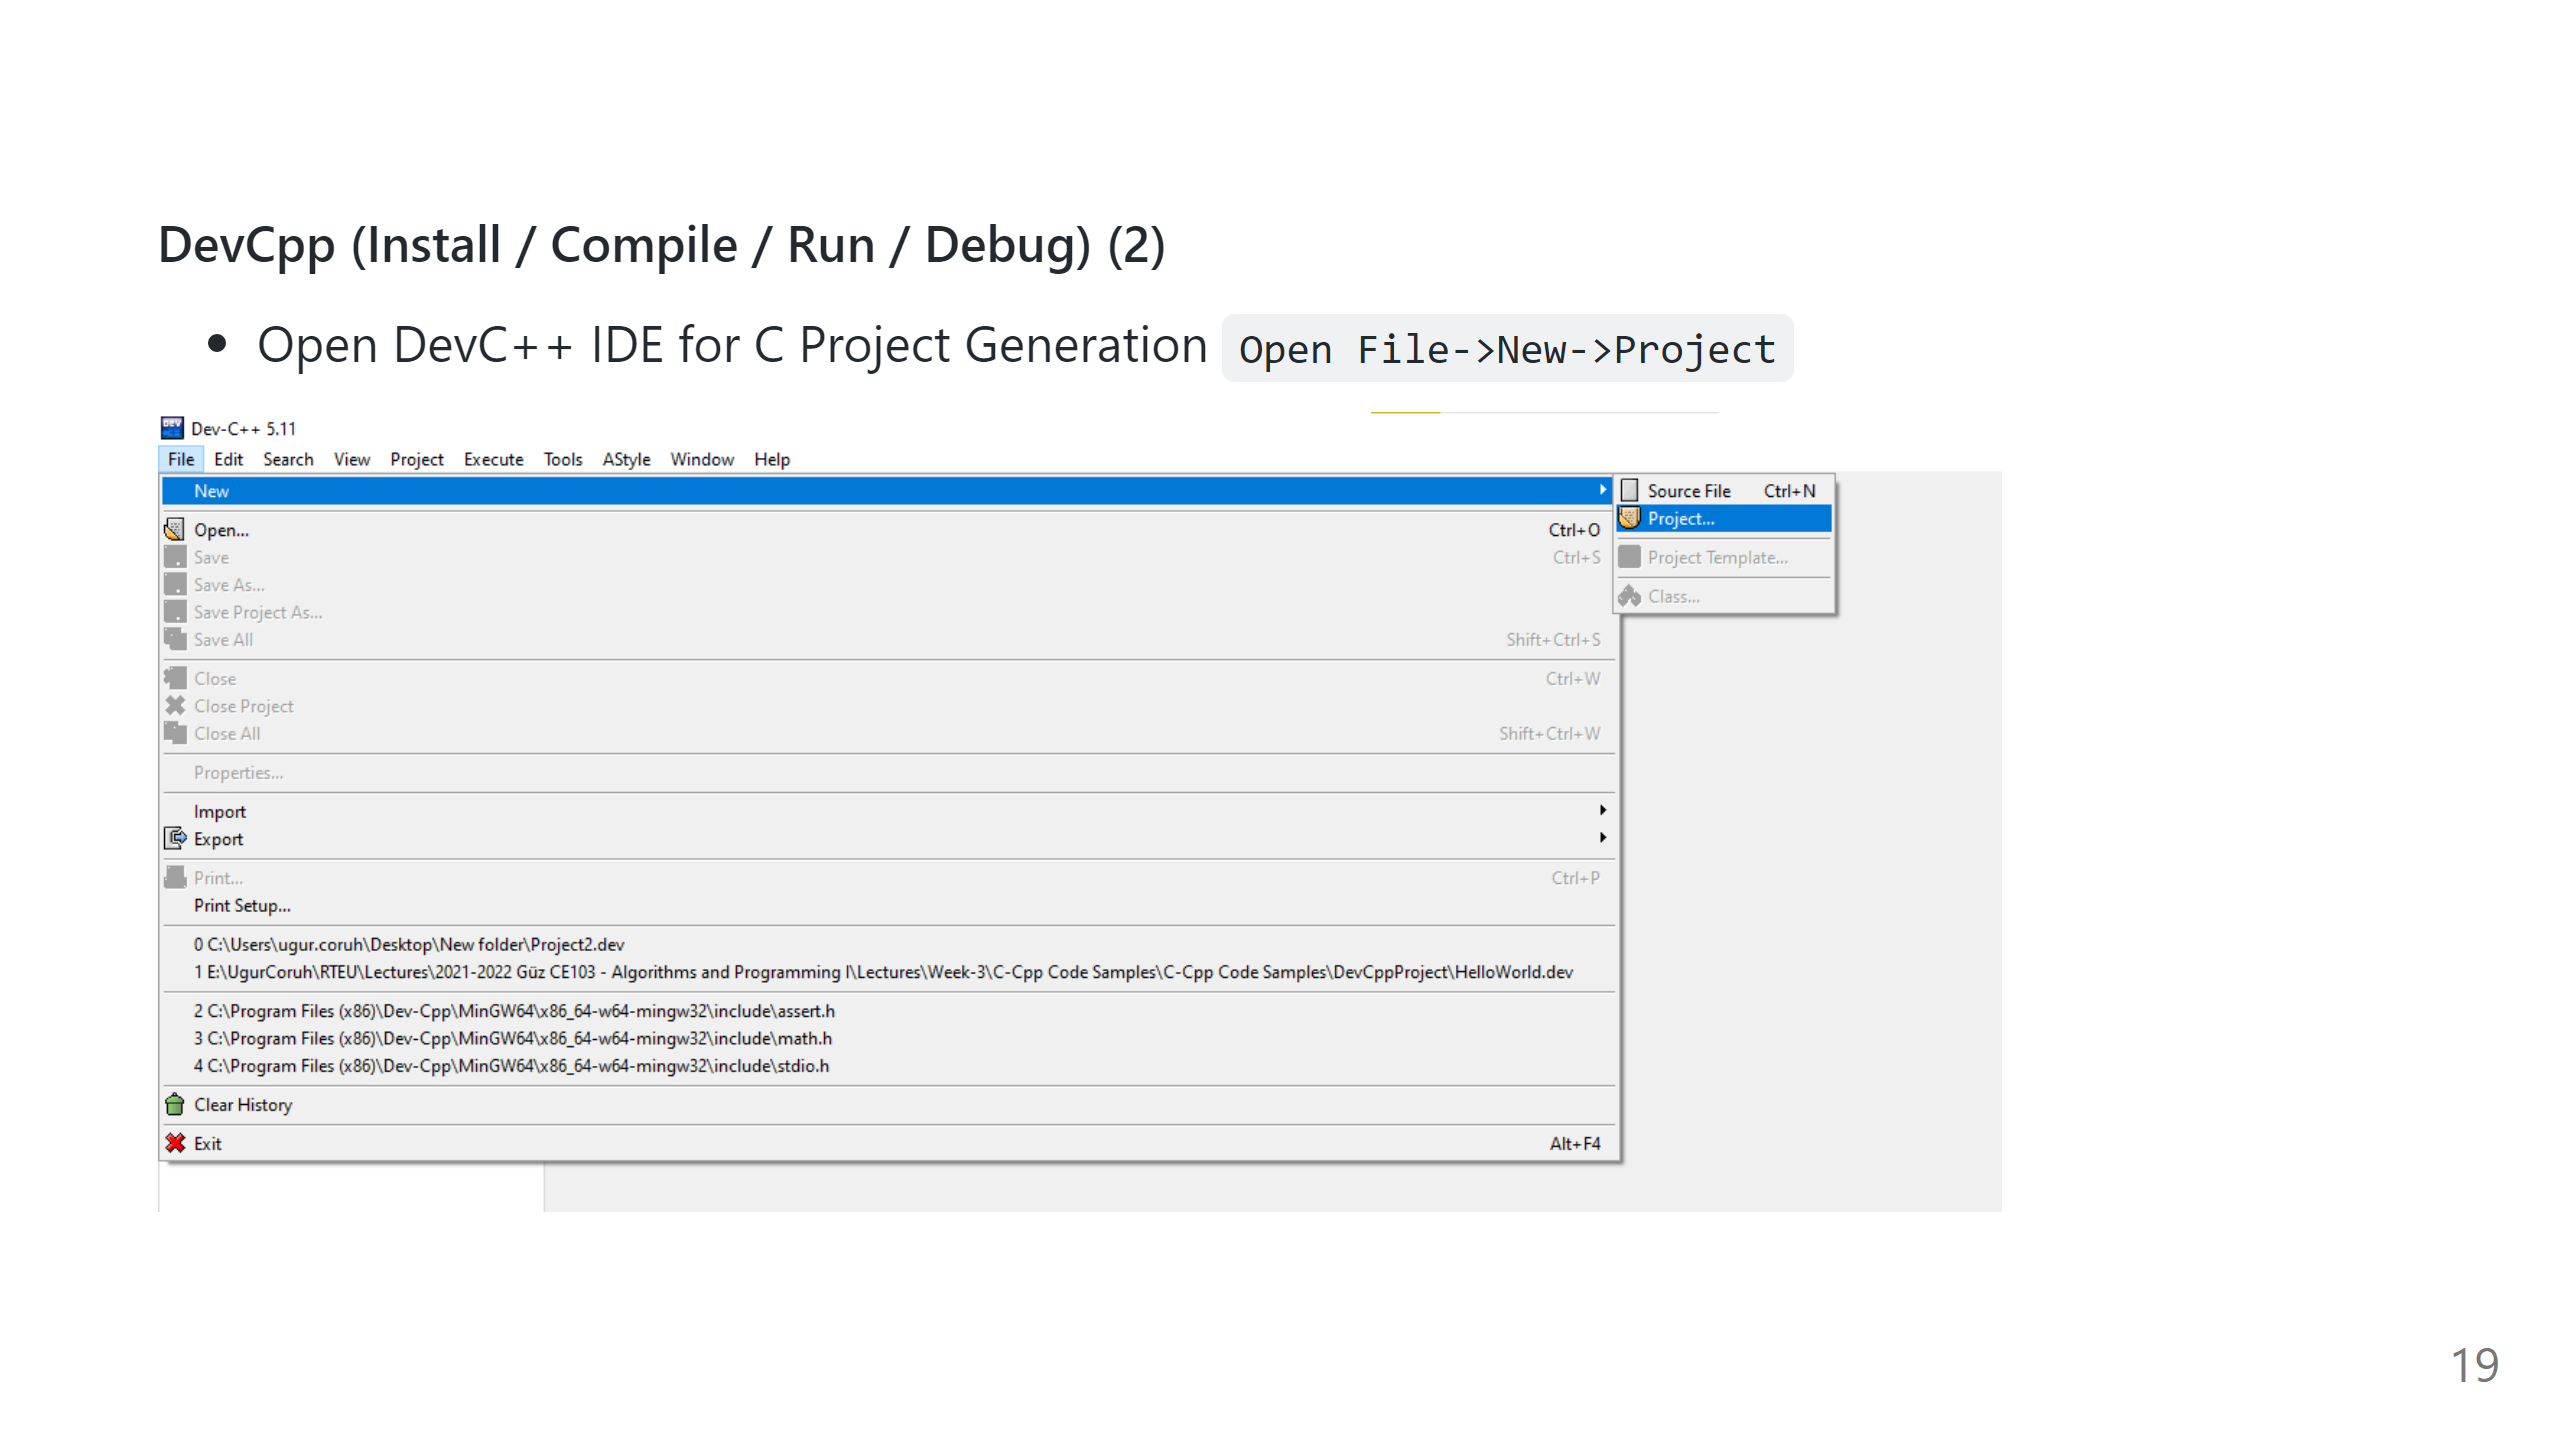 DevCpp (Install / Compile / Run / Debug) (2)
• Open DevC++ IDE for C Project Generation Open File->New->Project
Dev-C++ 5.11
File Edit Search View Project Execute Tools AStyle Window Help
New
Source File Ctrl+N
Project...
Project Template...
Class...
Open... Ctrl+O
Save Ctrl+S
Save As...
Save Project As...
Save All Shift+Ctrl+S
Close Ctrl+W
Close Project
Close All Shift+Ctrl+W
Properties...
Import
Export
Print... Ctrl+P
Print Setup...
0 C:\Users\ugur.coruh\Desktop\New folder\Project2.dev
1 E:\UgurCoruh\RTEU\Lectures\2021-2022 Güz CE103 - Algorithms and Programming I\Lectures\Week-3\C-Cpp Code Samples\C-Cpp Code Samples\DevCppProject\HelloWorld.dev
2 C:\Program Files (x86)\Dev-Cpp\MinGW64\x86_64-w64-mingw32\include\assert.h
3 C:\Program Files (x86)\Dev-Cpp\MinGW64\x86_64-w64-mingw32\include\math.h
4 C:\Program Files (x86)\Dev-Cpp\MinGW64\x86_64-w64-mingw32\include\stdio.h
Clear History
Exit Alt+F4
19